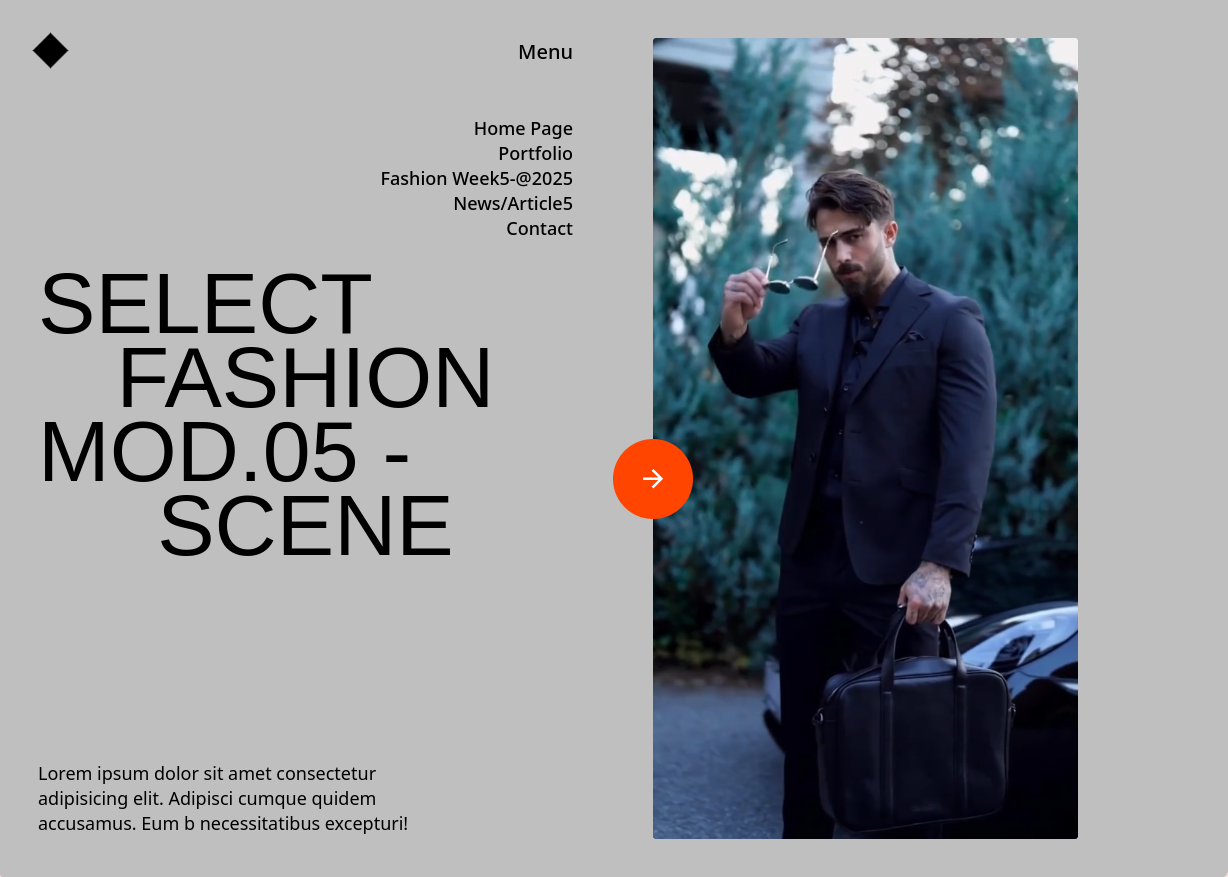 Menu
Home Page
Portfolio
Fashion Week5-@2025
News/Article5
Contact
SELECT
FASHION
MOD.05 -
SCENE
Lorem ipsum dolor sit amet consectetur
adipisicing elit. Adipisci cumque quidem
accusamus. Eum b necessitatibus excepturi!